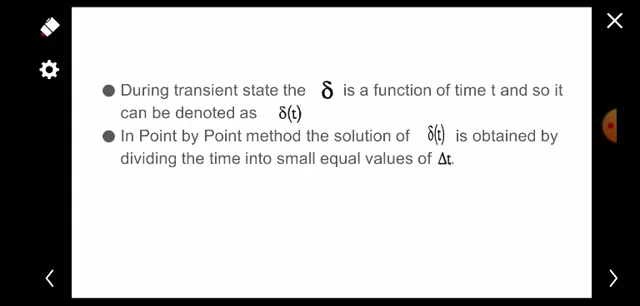 During transient state the δ is a function of time t and so it
can be denoted as δ(t)
In Point by Point method the solution of δ(t) is obtained by
dividing the time into small equal values of Δt.